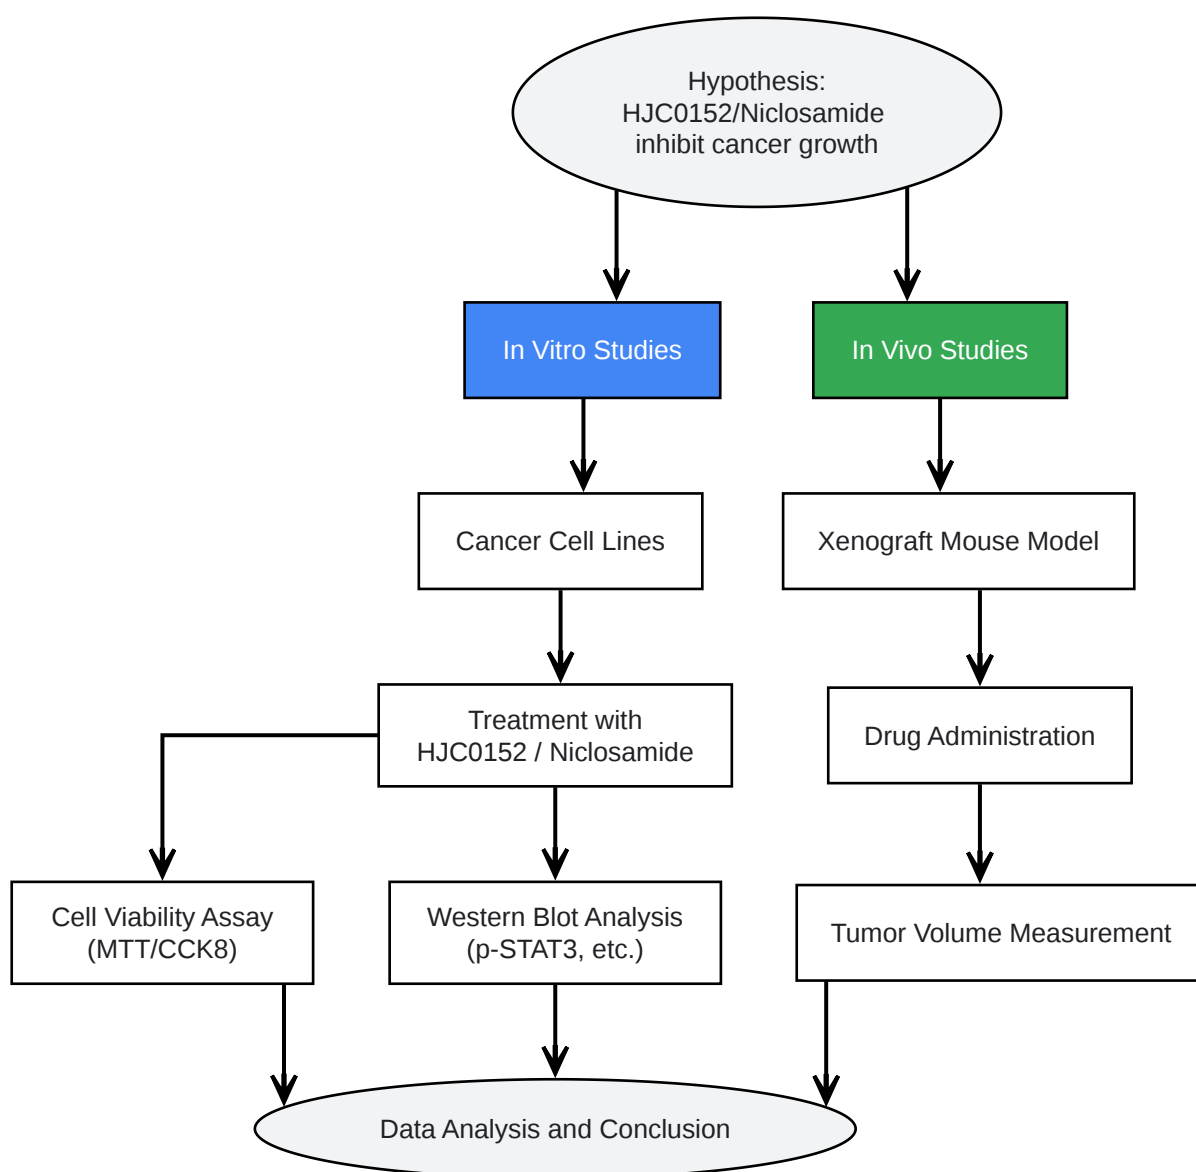 Hypothesis:
HJC0152/Niclosamide
inhibit cancer growth
In Vitro Studies
In Vivo Studies
Cancer Cell Lines
Xenograft Mouse Model
Treatment with
HJC0152 / Niclosamide
Drug Administration
Cell Viability Assay
(MTT/CCK8)
Western Blot Analysis
(p-STAT3, etc.)
Tumor Volume Measurement
Data Analysis and Conclusion